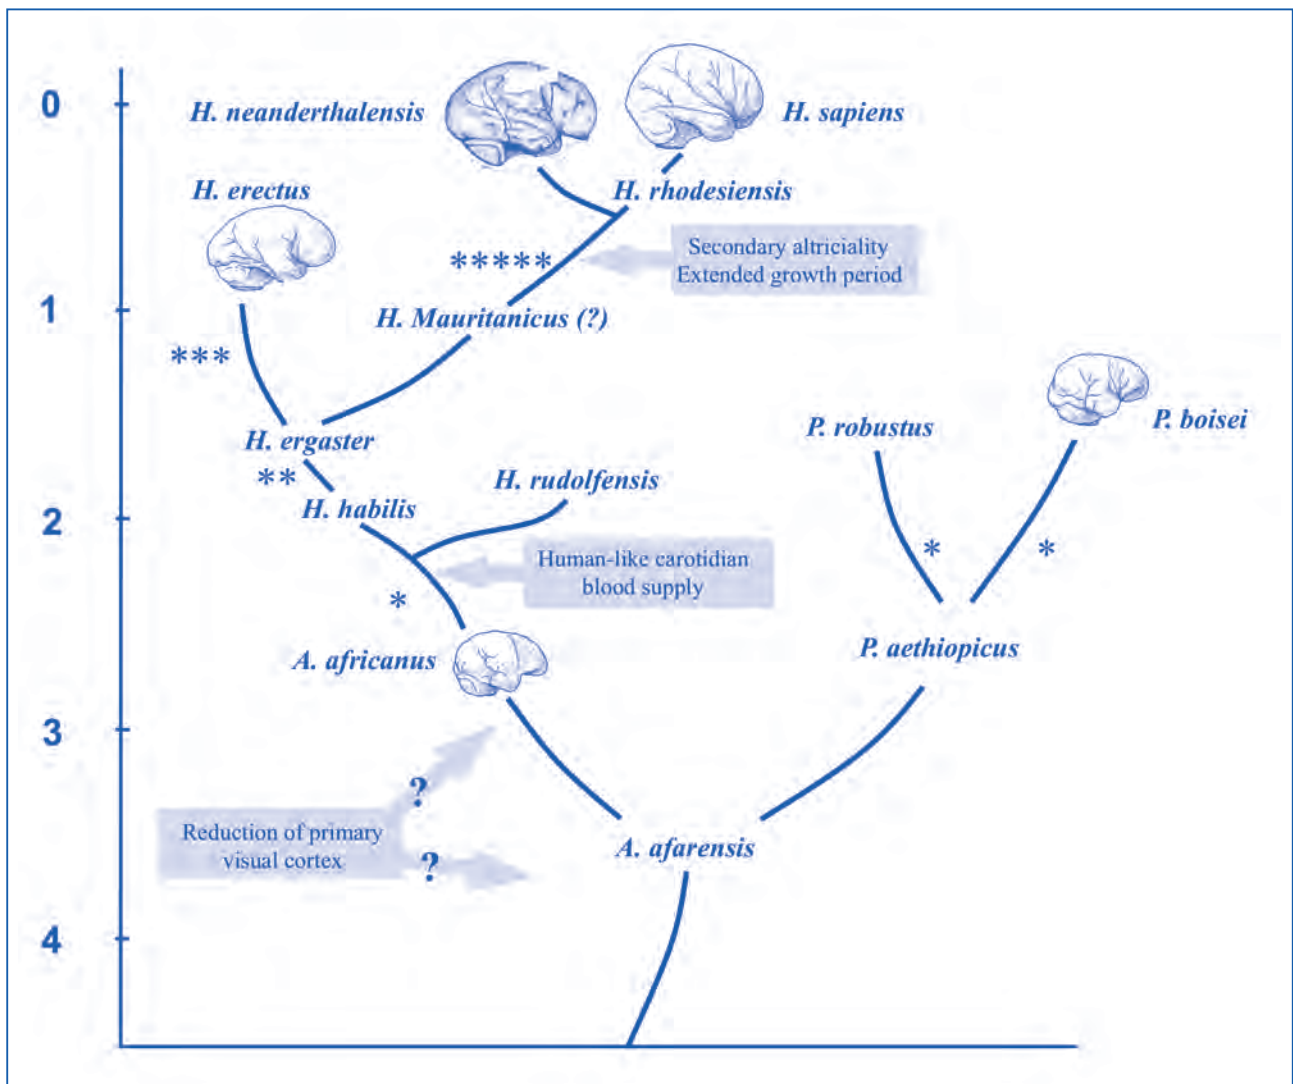 0
H. neanderthalensis
H. sapiens
H. erectus
H. rhodesiensis
Secondary altriciality
Extended growth period
*****
1
H. Mauritanicus (?)
***
P. robustus
P. boisei
H. ergaster
**
H. rudolfensis
H. habilis
2
Human-like carotidian
blood supply
*
*
*
A. africanus
P. aethiopicus
3
?
Reduction of primary
visual cortex
?
A. afarensis
4